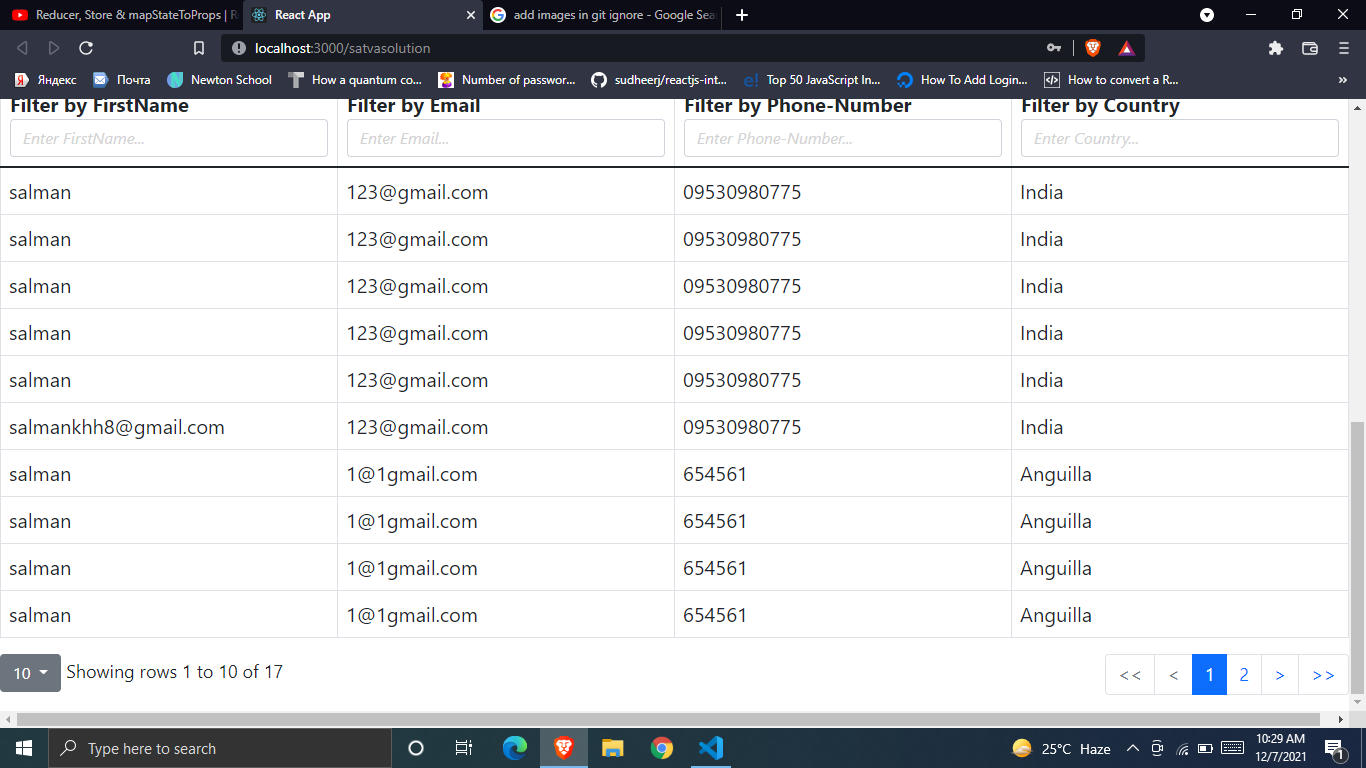 Reducer, Store & mapStateToProps | R
React App
add images in git ignore - Google Sea
localhost:3000/satvasolution
Яндекс
Почта
Newton School
How a quantum co...
Number of passwor...
sudheerj/reactjs-int...
Top 50 JavaScript In...
How To Add Login...
How to convert a R...
»
Filter by FirstName Filter by Email Filter by Phone-Number Filter by Country
Enter FirstName... Enter Email... Enter Phone-Number... Enter Country...
salman 123@gmail.com 09530980775 India
salman 123@gmail.com 09530980775 India
salman 123@gmail.com 09530980775 India
salman 123@gmail.com 09530980775 India
salman 123@gmail.com 09530980775 India
salmankhh8@gmail.com 123@gmail.com 09530980775 India
salman 1@1gmail.com 654561 Anguilla
salman 1@1gmail.com 654561 Anguilla
salman 1@1gmail.com 654561 Anguilla
salman 1@1gmail.com 654561 Anguilla
10 Showing rows 1 to 10 of 17 << < 1 2 > >>
Type here to search
25°C Haze
10:29 AM
12/7/2021
1